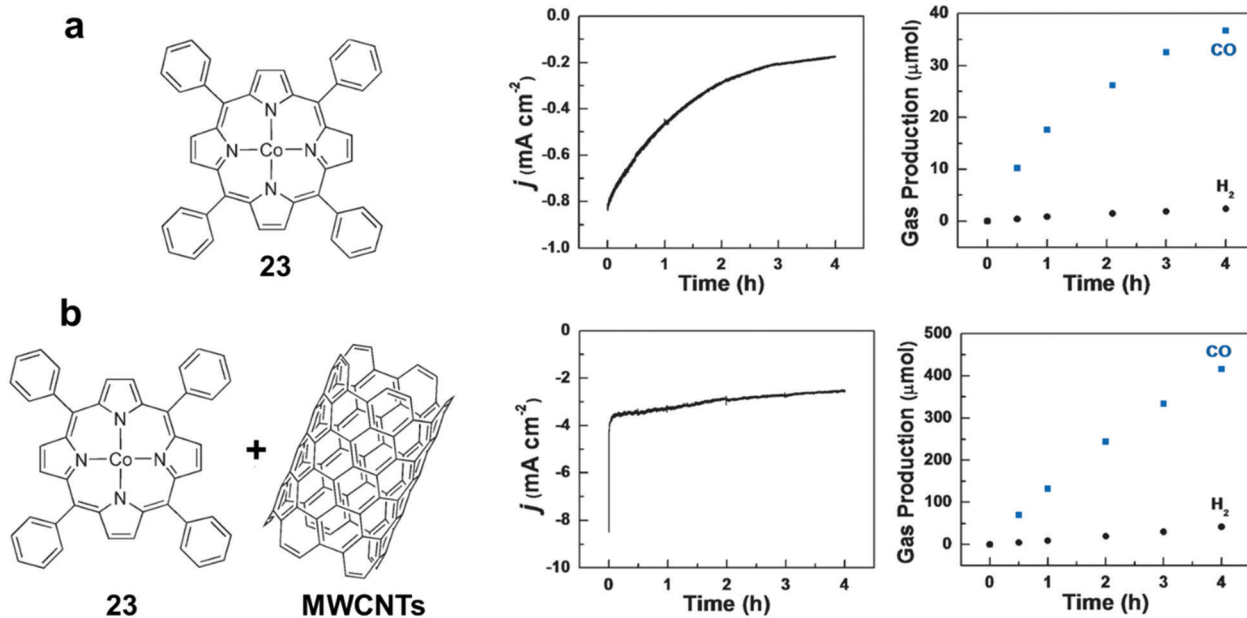 a
N
N
Co
N
N
23
j (mA cm-2)
-0.2
-0.4
-0.6
-0.8
-1.0
0 1 2 3 4
Time (h)
Gas Production (μmol)
40
30
20
10
0
CO
H2
0 1 2 3 4
Time (h)
b
N
N
Co
N
N
23
+
MWCNTs
j (mA cm-2)
0
-2
-4
-6
-8
-10
0 1 2 3 4
Time (h)
Gas Production (μmol)
500
400
300
200
100
0
CO
H2
0 1 2 3 4
Time (h)